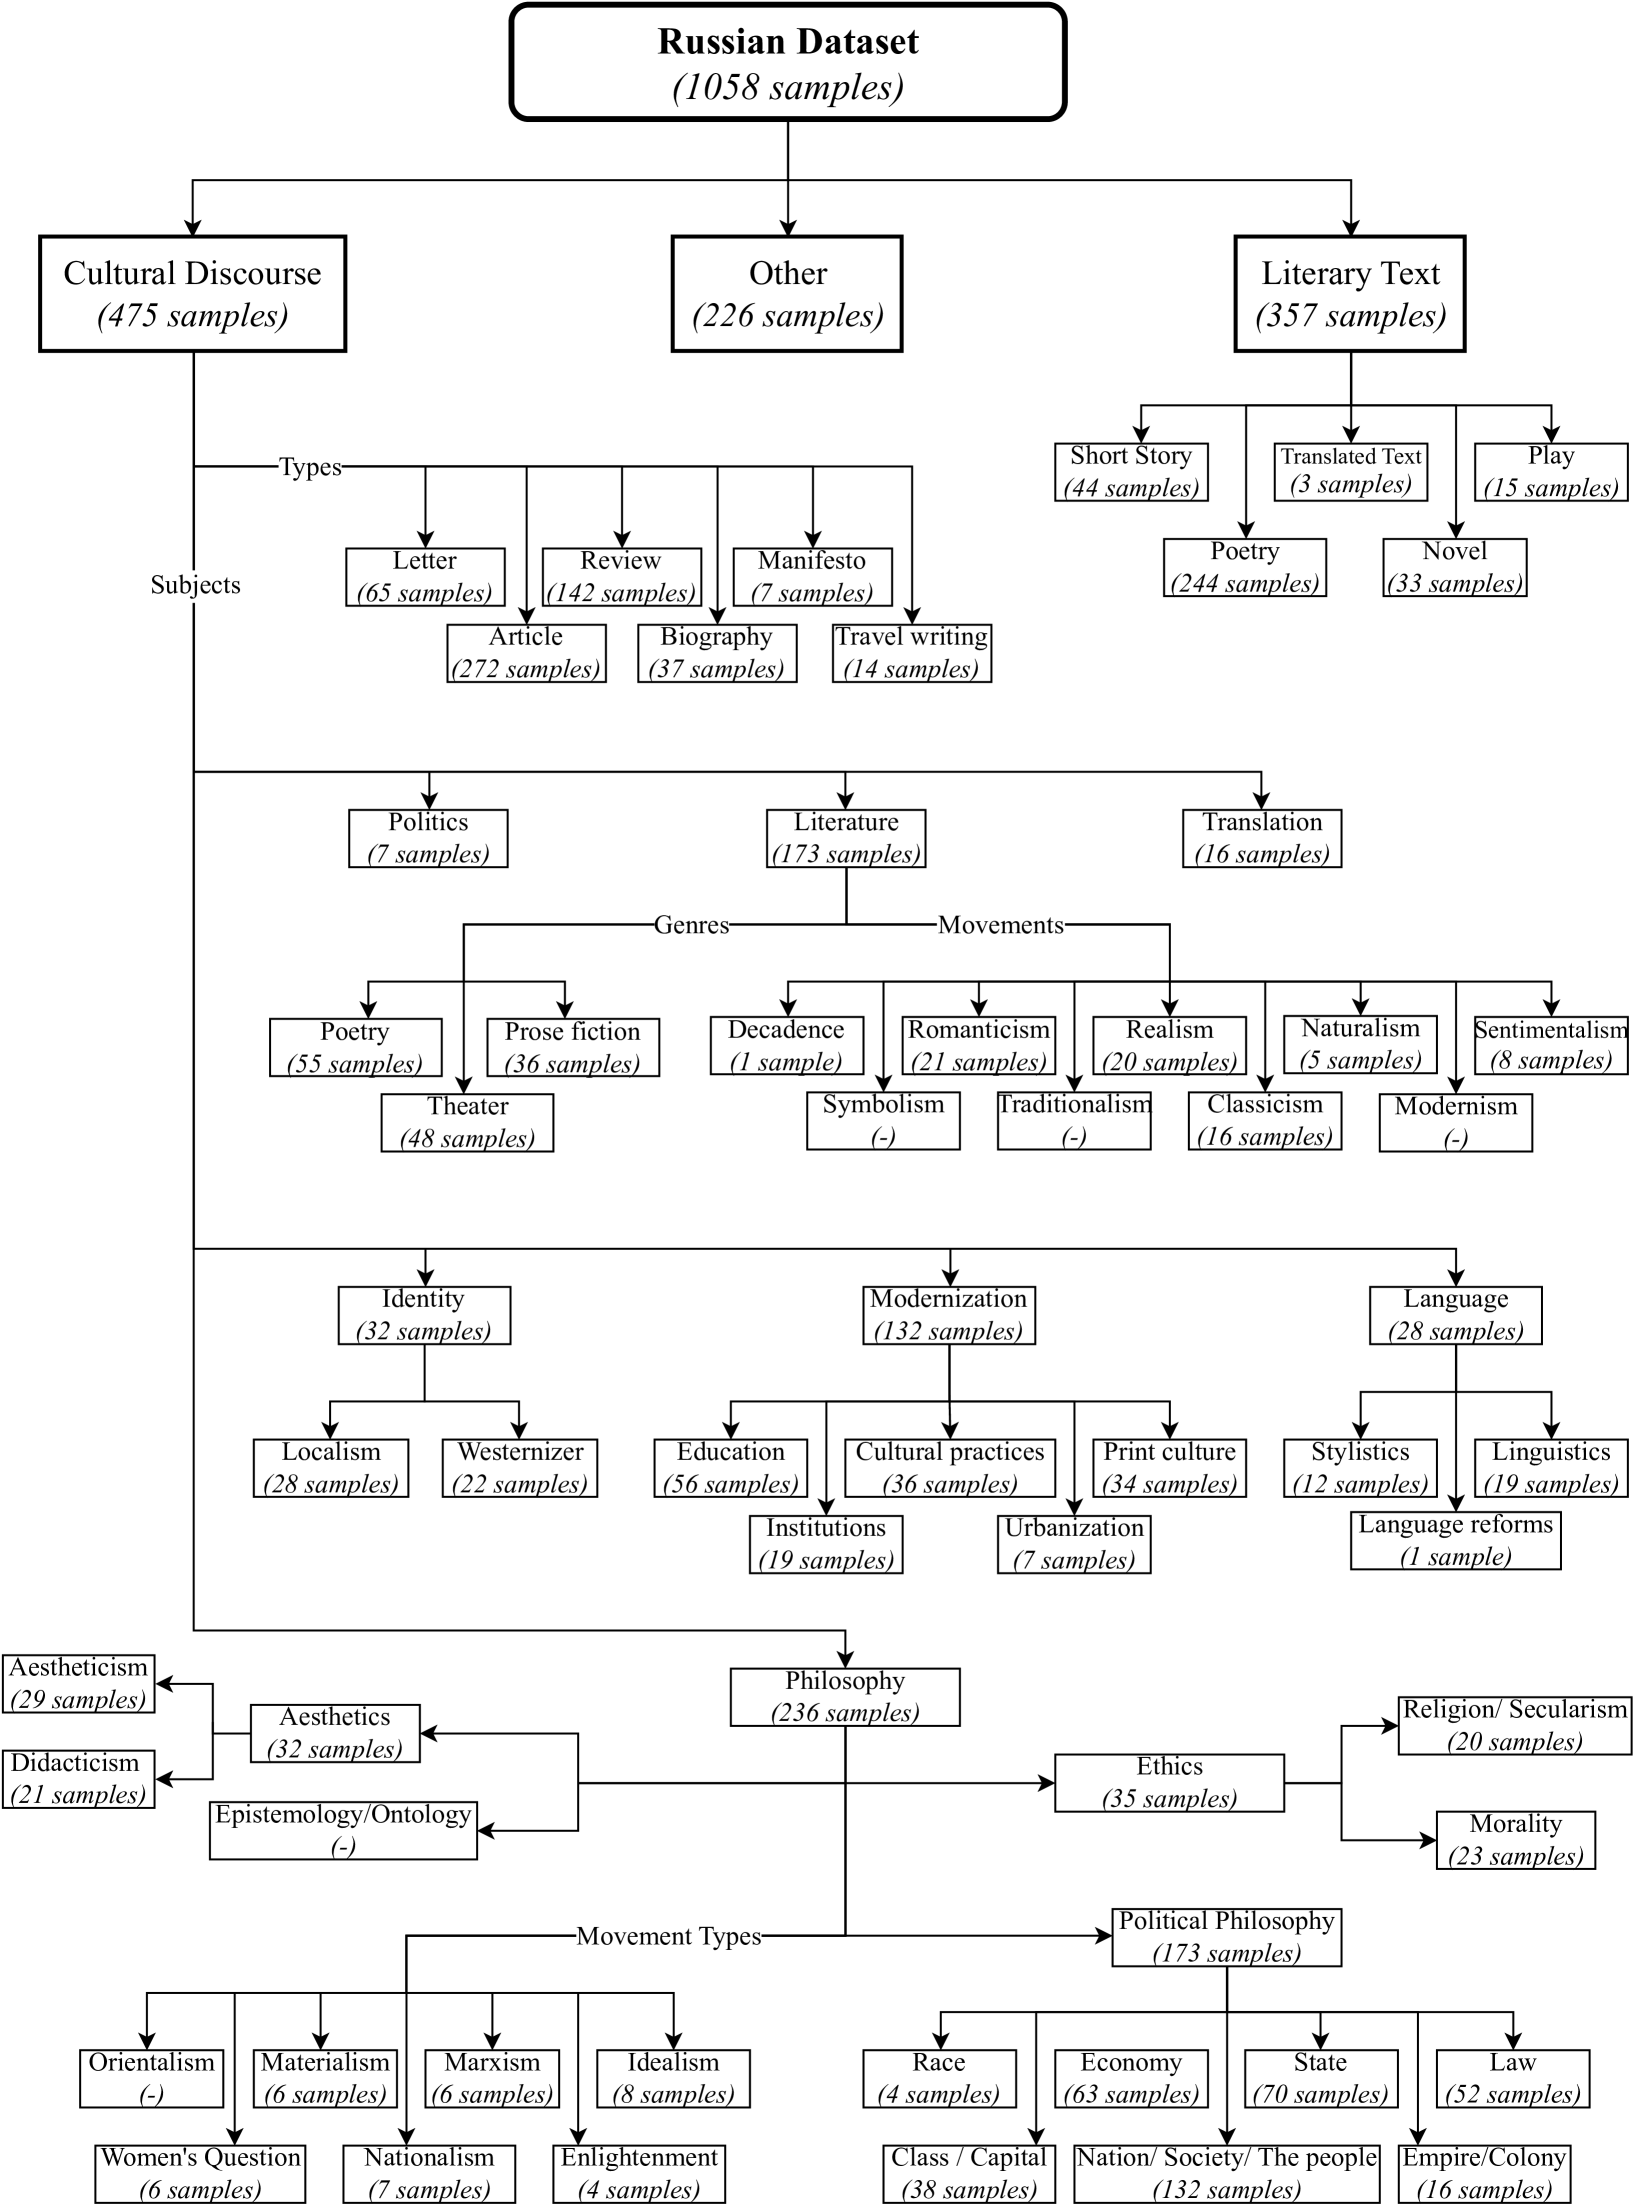 Russian Dataset
(1058 samples)
Cultural Discourse
(475 samples)
Other
(226 samples)
Literary Text
(357 samples)
Short Story
(44 samples)
Translated Text
(3 samples)
Play
(15 samples)
Poetry
(244 samples)
Novel
(33 samples)
Types
Letter
(65 samples)
Review
(142 samples)
Manifesto
(7 samples)
Article
(272 samples)
Biography
(37 samples)
Travel writing
(14 samples)
Subjects
Politics
(7 samples)
Literature
(173 samples)
Translation
(16 samples)
Genres
Movements
Poetry
(55 samples)
Prose fiction
(36 samples)
Theater
(48 samples)
Decadence
(1 sample)
Romanticism
(21 samples)
Realism
(20 samples)
Naturalism
(5 samples)
Sentimentalism
(8 samples)
Symbolism
(-)
Traditionalism
(-)
Classicism
(16 samples)
Modernism
(-)
Identity
(32 samples)
Modernization
(132 samples)
Language
(28 samples)
Localism
(28 samples)
Westernizer
(22 samples)
Education
(56 samples)
Cultural practices
(36 samples)
Print culture
(34 samples)
Institutions
(19 samples)
Urbanization
(7 samples)
Stylistics
(12 samples)
Linguistics
(19 samples)
Language reforms
(1 sample)
Philosophy
(236 samples)
Aestheticism
(29 samples)
Aesthetics
(32 samples)
Didacticism
(21 samples)
Epistemology/Ontology
(-)
Ethics
(35 samples)
Religion/ Secularism
(20 samples)
Morality
(23 samples)
Movement Types
Political Philosophy
(173 samples)
Orientalism
(-)
Materialism
(6 samples)
Marxism
(6 samples)
Idealism
(8 samples)
Women's Question
(6 samples)
Nationalism
(7 samples)
Enlightenment
(4 samples)
Race
(4 samples)
Economy
(63 samples)
State
(70 samples)
Law
(52 samples)
Class / Capital
(38 samples)
Nation/ Society/ The people
(132 samples)
Empire/Colony
(16 samples)